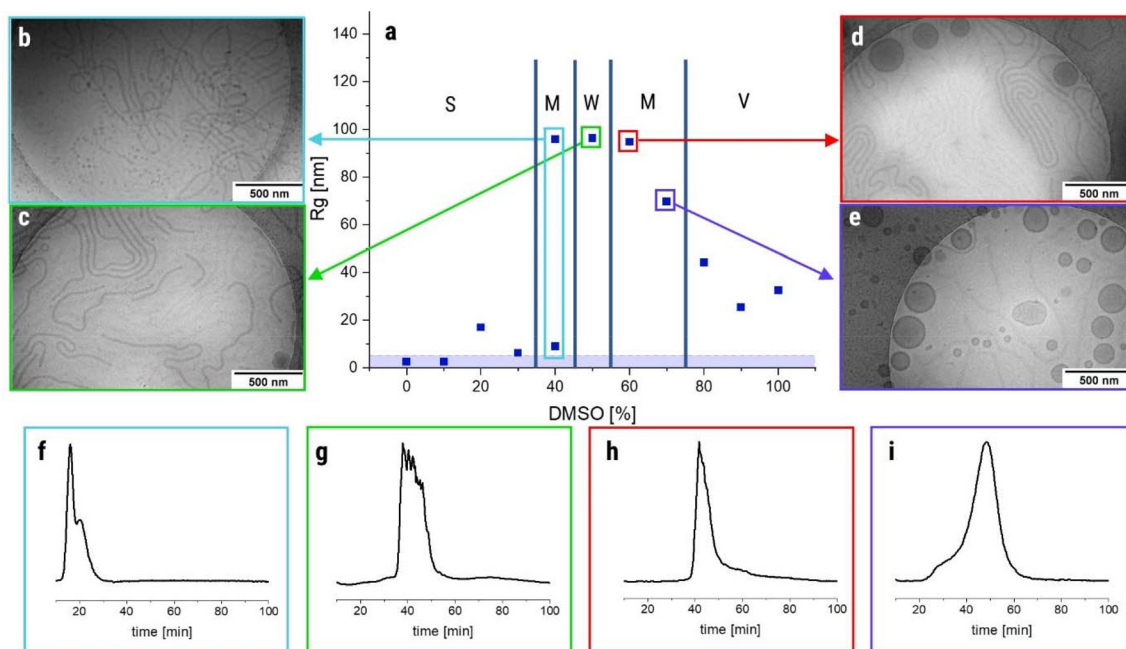 b
500 nm
c
500 nm
a
Rg [nm]
140
120
100
80
60
40
20
0
S M W M V
0 20 40 60 80 100
DMSO [%]
d
500 nm
e
500 nm
f
20 40 60 80 100
time [min]
g
20 40 60 80 100
time [min]
h
20 40 60 80 100
time [min]
i
20 40 60 80 100
time [min]